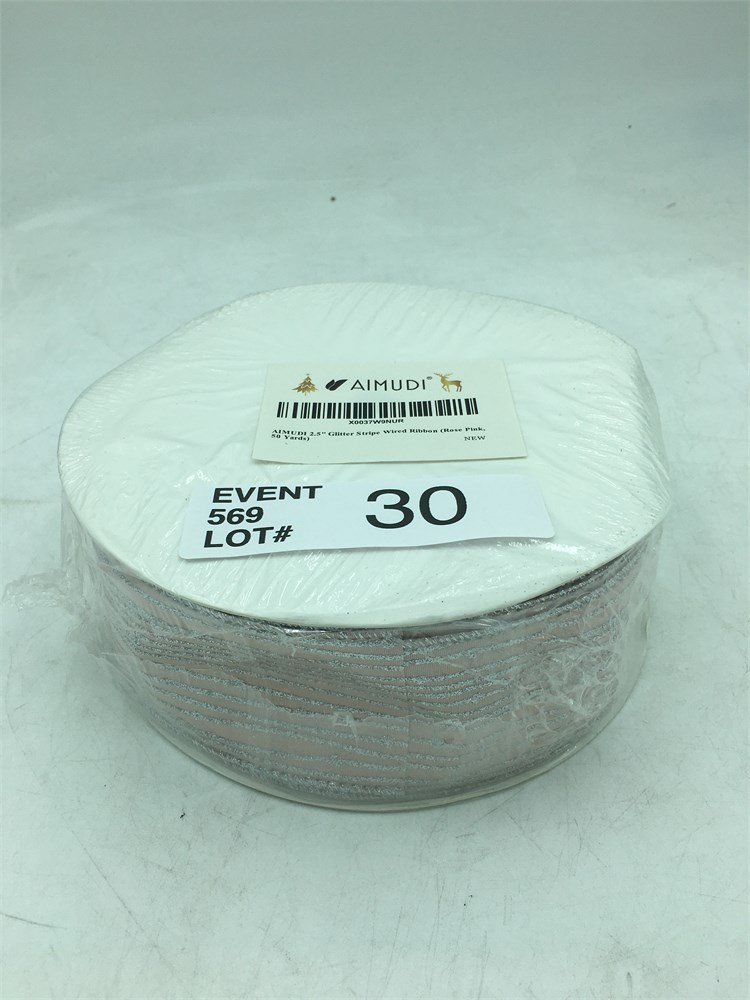 AIMUDI®
X0037W9NUR
AIMUDI 2.5" Glitter Stripe Wired Ribbon (Rose Pink,
50 Yards)
NEW
EVENT
569
LOT#
30